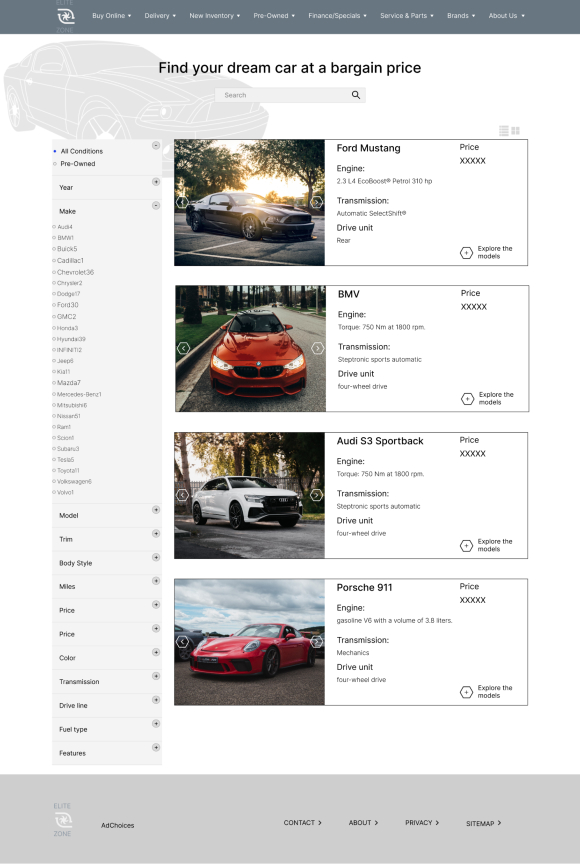 ELITE
ZONE
Buy Online
Delivery
New Inventory
Pre-Owned
Finance/Specials
Service & Parts
Brands
About Us
Find your dream car at a bargain price
Search
All Conditions
Pre-Owned
Year
Make
Audi4
BMW1
Buick5
Cadillac1
Chevrolet36
Chrysler2
Dodge17
Ford30
GMC2
Honda3
Hyundai39
INFINITI2
Jeep6
Kia11
Mazda7
Mercedes-Benz1
Mitsubishi6
Nissan51
Ram1
Scion1
Subaru3
Tesla5
Toyota11
Volkswagen6
Volvo1
Model
Trim
Body Style
Miles
Price
Price
Color
Transmission
Drive line
Fuel type
Features
Ford Mustang
Price
XXXXX
Engine:
2.3 L4 EcoBoost® Petrol 310 hp
Transmission:
Automatic SelectShift®
Drive unit
Rear
Explore the
models
BMV
Price
XXXXX
Engine:
Torque: 750 Nm at 1800 rpm.
Transmission:
Steptronic sports automatic
Drive unit
four-wheel drive
Explore the
models
Audi S3 Sportback
Price
XXXXX
Engine:
Torque: 750 Nm at 1800 rpm.
Transmission:
Steptronic sports automatic
Drive unit
four-wheel drive
Explore the
models
Porsche 911
Price
XXXXX
Engine:
gasoline V6 with a volume of 3.8 liters.
Transmission:
Mechanics
Drive unit
four-wheel drive
Explore the
models
ELITE
ZONE
AdChoices
CONTACT
ABOUT
PRIVACY
SITEMAP